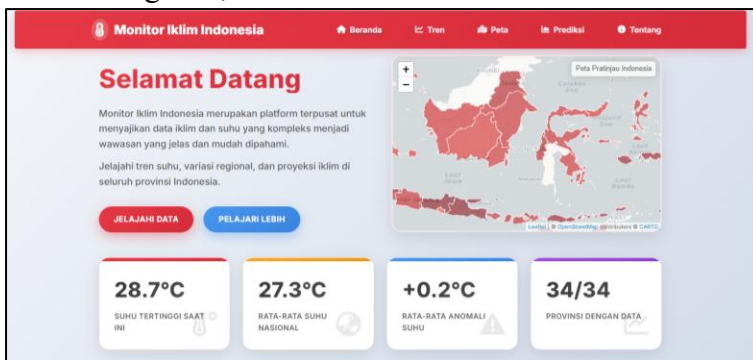 Monitor Iklim Indonesia
Beranda
Tren
Peta
Prediksi
Tentang
Selamat Datang
Monitor Iklim Indonesia merupakan platform terpusat untuk
menyajikan data iklim dan suhu yang kompleks menjadi
wawasan yang jelas dan mudah dipahami.
Jelajahi tren suhu, variasi regional, dan proyeksi iklim di
seluruh provinsi Indonesia.
JELAJAHI DATA
PELAJARI LEBIH
+
−
Peta Pratinjau Indonesia
Laut
Jawa
Laut
Banda
Leaflet | © OpenStreetMap contributors © CARTO
28.7°C
SUHU TERTINGGI SAAT
INI
27.3°C
RATA-RATA SUHU
NASIONAL
+0.2°C
RATA-RATA ANOMALI
SUHU
34/34
PROVINSI DENGAN DATA